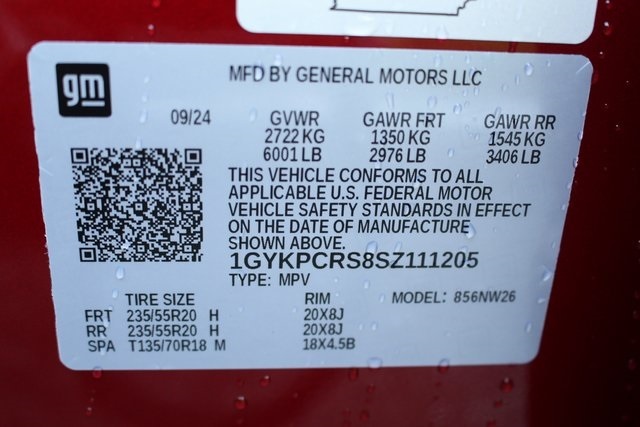 gm
MFD BY GENERAL MOTORS LLC
09/24 GVWR GAWR FRT GAWR RR
2722 KG 1350 KG 1545 KG
6001 LB 2976 LB 3406 LB
THIS VEHICLE CONFORMS TO ALL
APPLICABLE U.S. FEDERAL MOTOR
VEHICLE SAFETY STANDARDS IN EFFECT
ON THE DATE OF MANUFACTURE
SHOWN ABOVE.
1GYKPCRS8SZ111205
TYPE: MPV
TIRE SIZE RIM MODEL: 856NW26
FRT 235/55R20 H 20X8J
RR 235/55R20 H 20X8J
SPA T135/70R18 M 18X4.5B